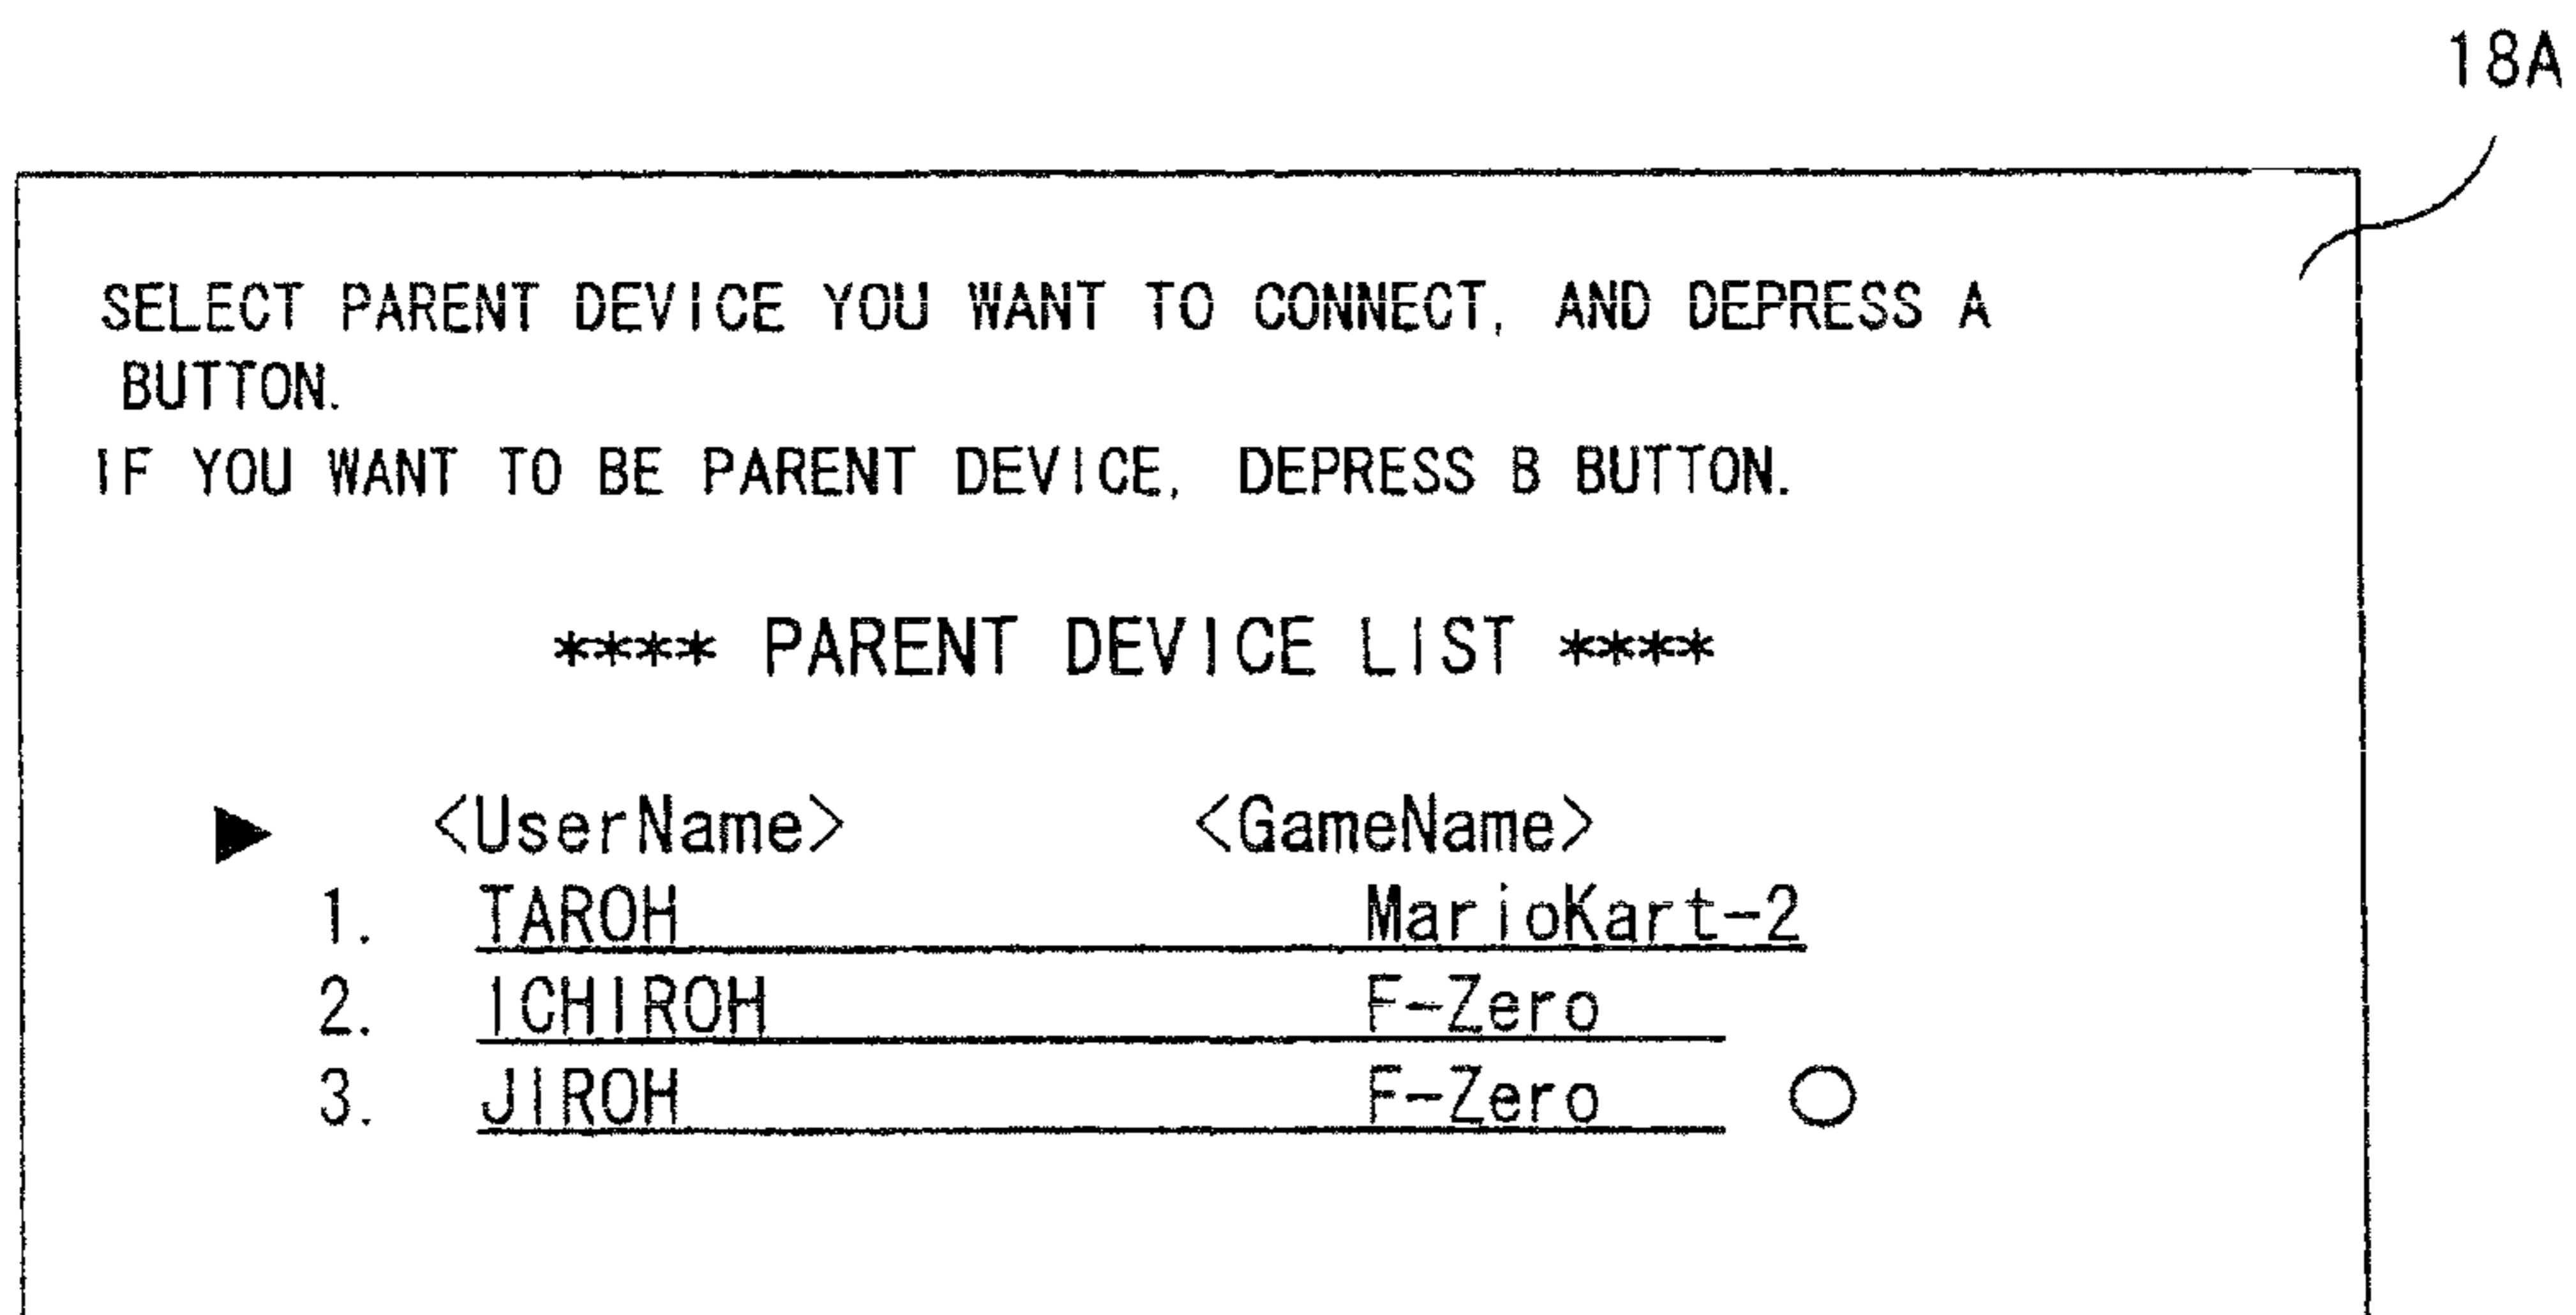 18A
SELECT PARENT DEVICE YOU WANT TO CONNECT, AND DEPRESS A
BUTTON.
IF YOU WANT TO BE PARENT DEVICE, DEPRESS B BUTTON.
**** PARENT DEVICE LIST ****
<UserName> <GameName>
1. TAROH MarioKart-2
2. ICHIROH F-Zero
3. JIROH F-Zero